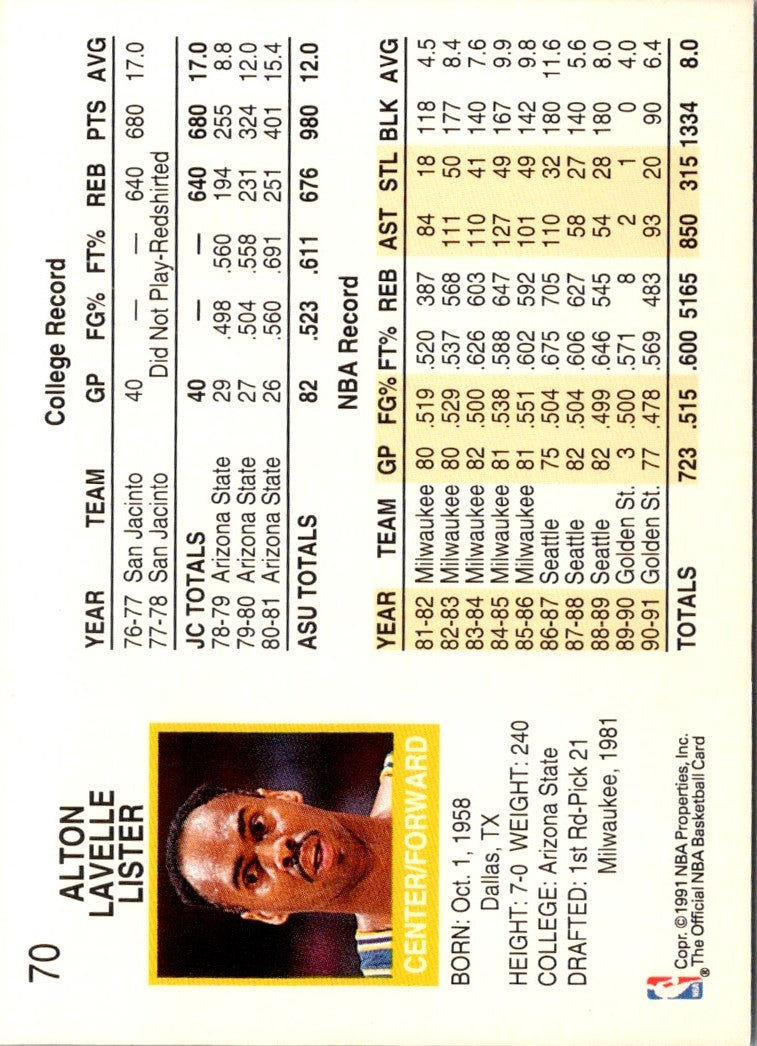 70
ALTON
LAVELLE
LISTER
CENTER/FORWARD
BORN: Oct. 1, 1958
Dallas, TX
HEIGHT: 7-0 WEIGHT: 240
COLLEGE: Arizona State
DRAFTED: 1st Rd-Pick 21
Milwaukee, 1981
NBA
®
Copr. ©1991 NBA Properties, Inc.
The Official NBA Basketball Card
College Record
YEAR TEAM GP FG% FT% REB PTS AVG
76-77 San Jacinto 40 — — 640 680 17.0
77-78 San Jacinto Did Not Play-Redshirted
JC TOTALS 40 — — 640 680 17.0
78-79 Arizona State 29 .498 .560 194 255 8.8
79-80 Arizona State 27 .504 .558 231 324 12.0
80-81 Arizona State 26 .560 .691 251 401 15.4
ASU TOTALS 82 .523 .611 676 980 12.0
NBA Record
YEAR TEAM GP FG% FT% REB AST STL BLK AVG
81-82 Milwaukee 80 .519 .520 387 84 18 118 4.5
82-83 Milwaukee 80 .529 .537 568 111 50 177 8.4
83-84 Milwaukee 82 .500 .626 603 110 41 140 7.6
84-85 Milwaukee 81 .538 .588 647 127 49 167 9.9
85-86 Milwaukee 81 .551 .602 592 101 49 142 9.8
86-87 Seattle 75 .504 .675 705 110 32 180 11.6
87-88 Seattle 82 .504 .606 627 58 27 140 5.6
88-89 Seattle 82 .499 .646 545 54 28 180 8.0
89-90 Golden St. 3 .500 .571 8 2 1 0 4.0
90-91 Golden St. 77 .478 .569 483 93 20 90 6.4
TOTALS 723 .515 .600 5165 850 315 1334 8.0